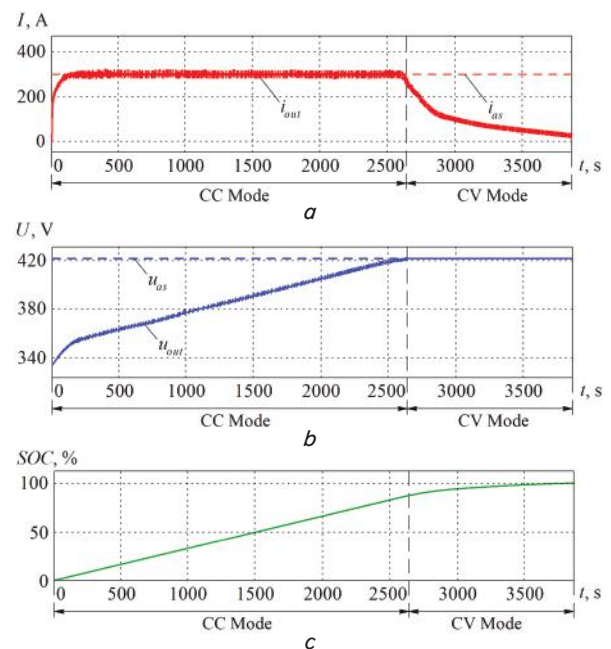 I, A
400
200
0
i_out
i_as
0 500 1000 1500 2000 2500 3000 3500 t, s
CC Mode CV Mode
a
U, V
420
380
340
u_as
u_out
0 500 1000 1500 2000 2500 3000 3500 t, s
CC Mode CV Mode
b
SOC, %
100
50
0
0 500 1000 1500 2000 2500 3000 3500 t, s
CC Mode CV Mode
c